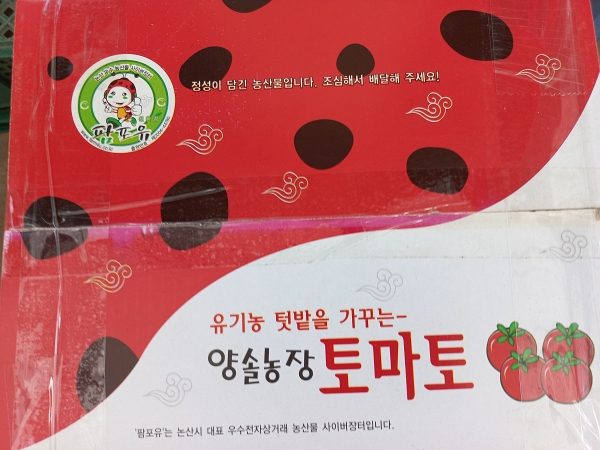 정성이 담긴 농산물입니다. 조심해서 배달해 주세요!
팜포유
유기농 텃밭을 가꾸는-
양솔농장 토마토
'팜포유'는 논산시 대표 우수전자상거래 농산물 사이버장터입니다.